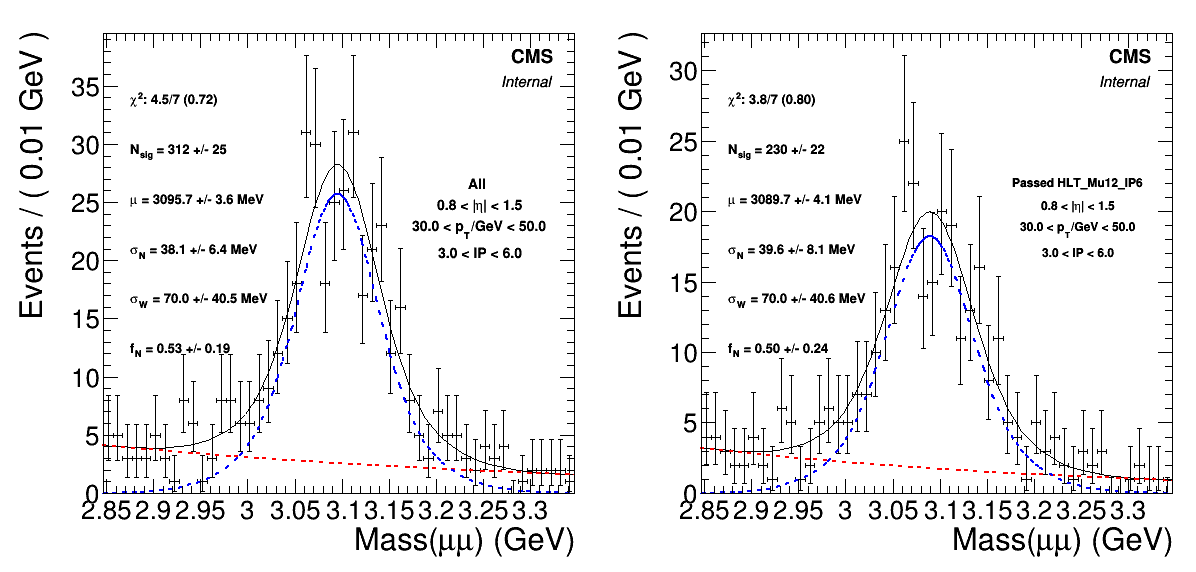 CMS
Internal
χ²: 4.5/7 (0.72)
N_sig = 312 +/- 25
μ = 3095.7 +/- 3.6 MeV
σ_N = 38.1 +/- 6.4 MeV
σ_W = 70.0 +/- 40.5 MeV
f_N = 0.53 +/- 0.19
All
0.8 < |η| < 1.5
30.0 < p_T/GeV < 50.0
3.0 < IP < 6.0
Events / ( 0.01 GeV )
35
30
25
20
15
10
5
0
2.85 2.9 2.95 3 3.05 3.1 3.15 3.2 3.25 3.3
Mass(μμ) (GeV)
CMS
Internal
χ²: 3.8/7 (0.80)
N_sig = 230 +/- 22
μ = 3089.7 +/- 4.1 MeV
σ_N = 39.6 +/- 8.1 MeV
σ_W = 70.0 +/- 40.6 MeV
f_N = 0.50 +/- 0.24
Passed HLT_Mu12_IP6
0.8 < |η| < 1.5
30.0 < p_T/GeV < 50.0
3.0 < IP < 6.0
Events / ( 0.01 GeV )
30
25
20
15
10
5
0
2.85 2.9 2.95 3 3.05 3.1 3.15 3.2 3.25 3.3
Mass(μμ) (GeV)